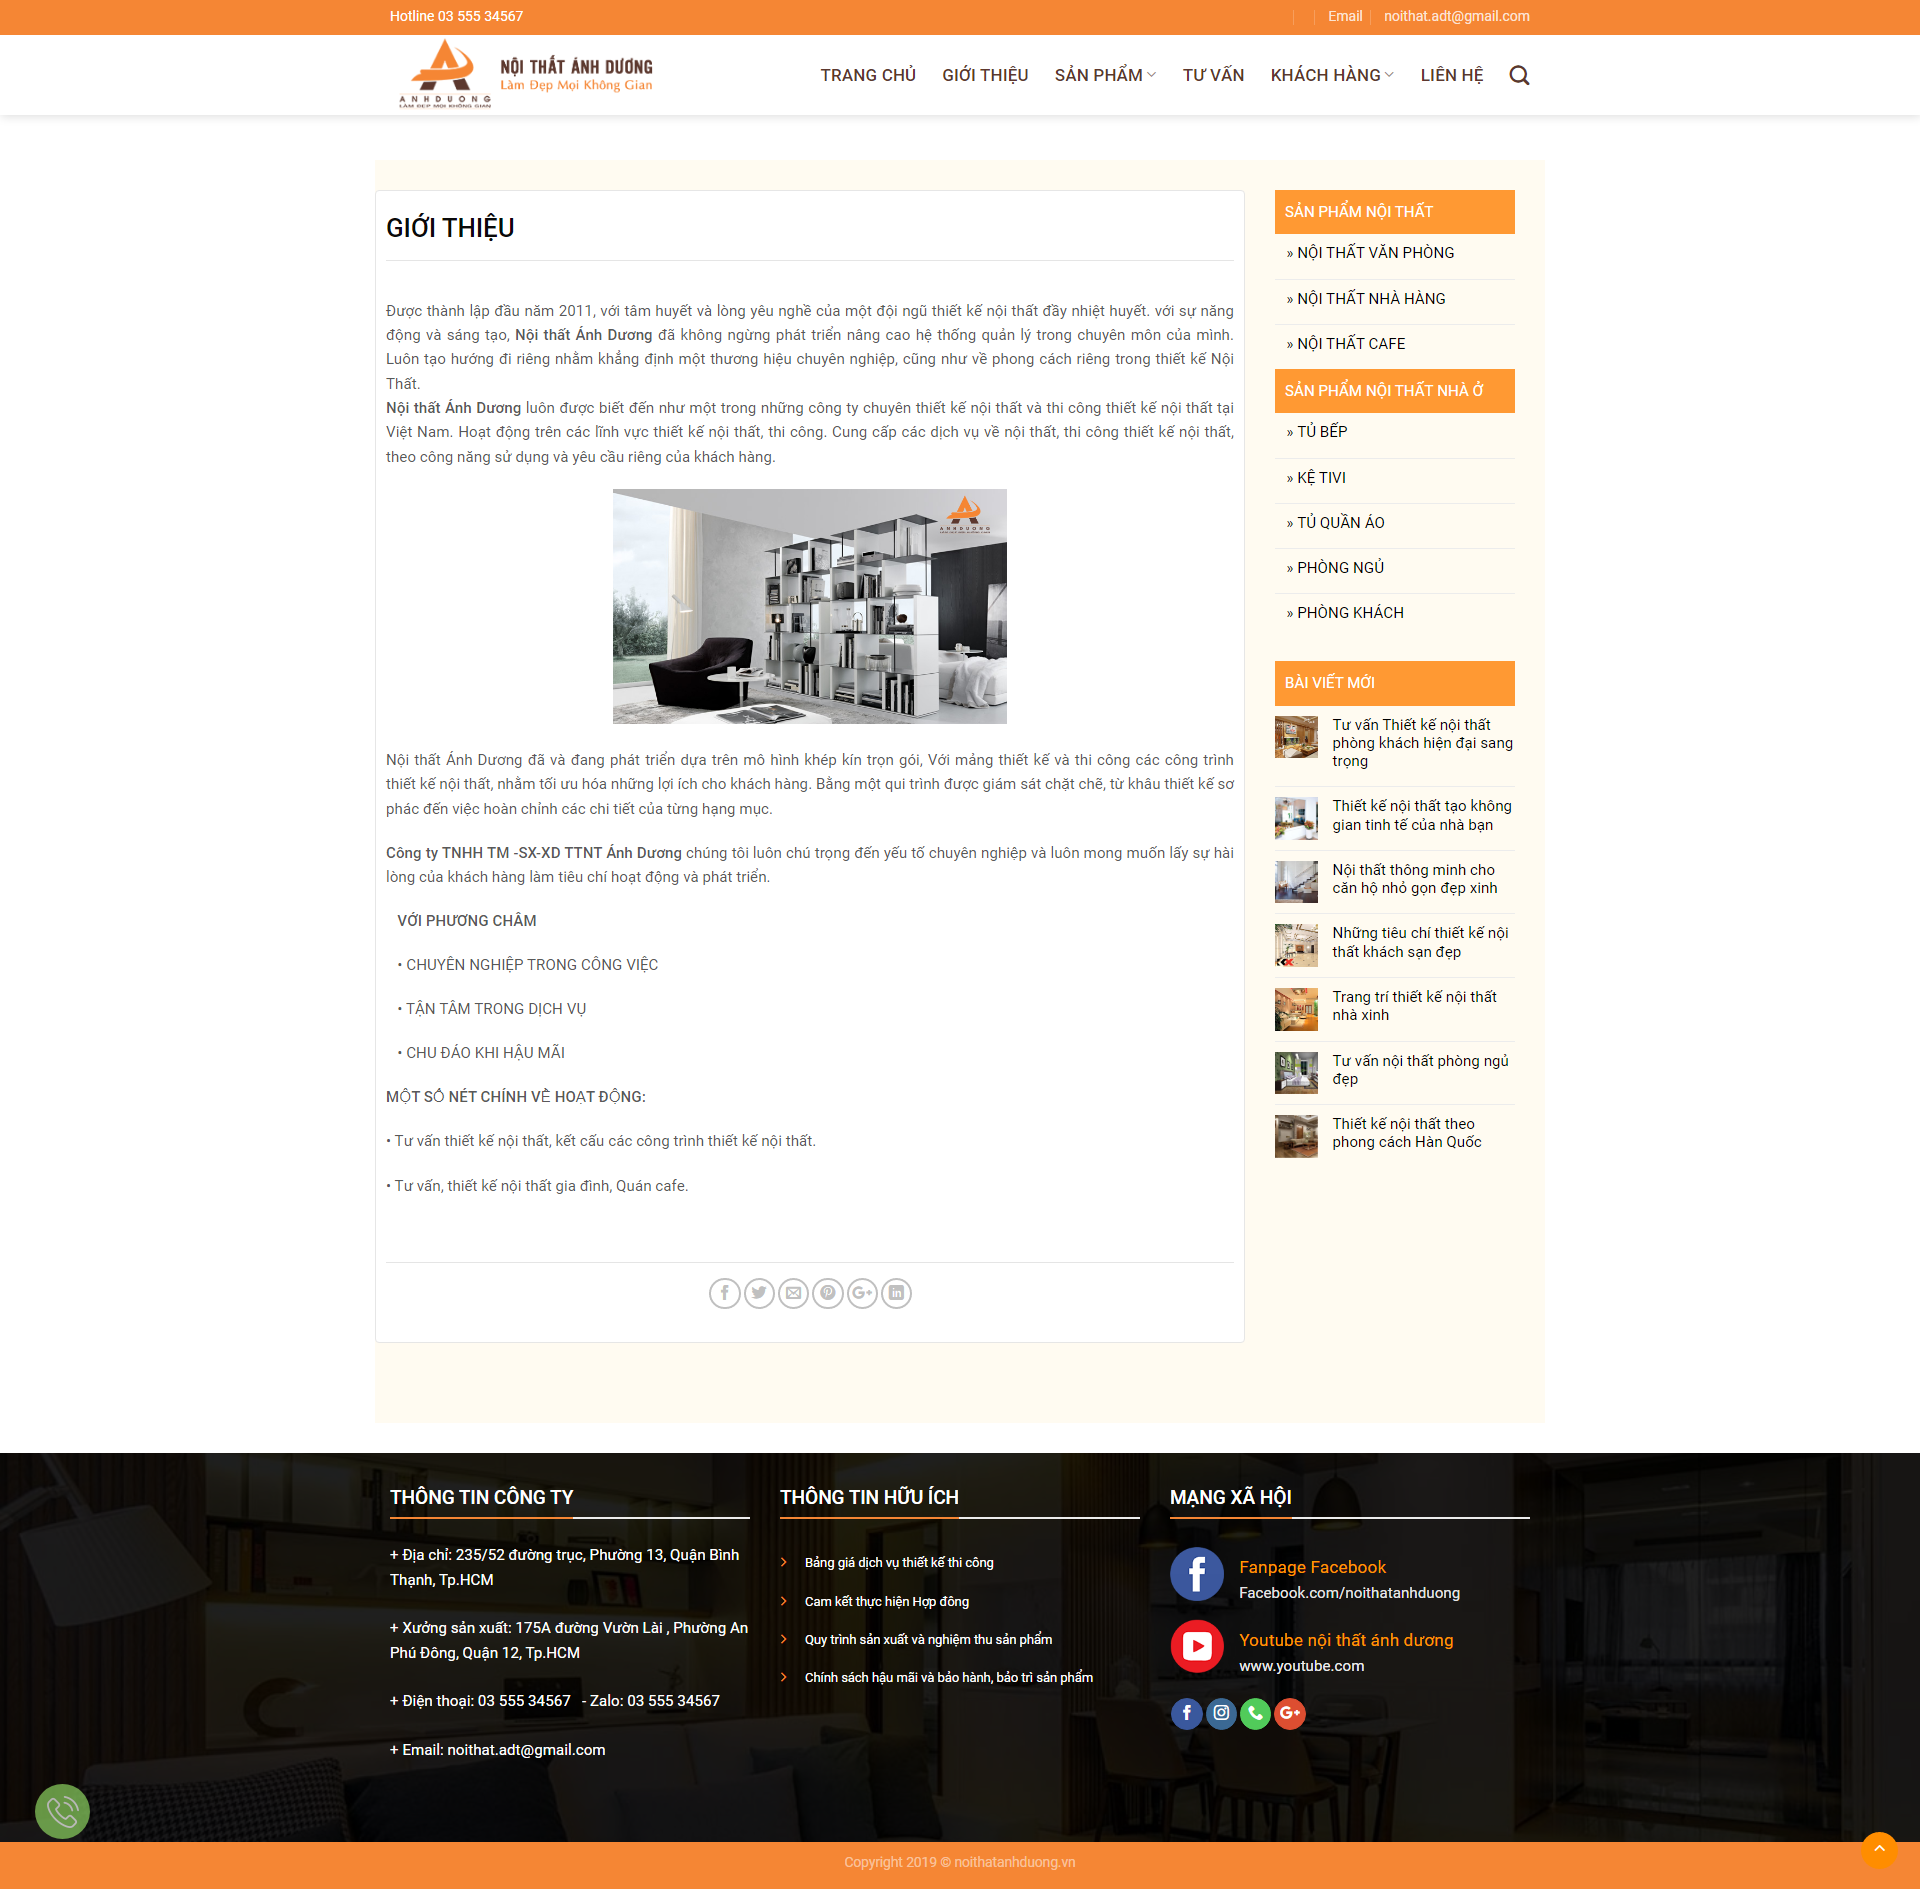 Hotline 03 555 34567
Email
noithat.adt@gmail.com
ANHDUONG
LÀM ĐẸP MỌI KHÔNG GIAN
NỘI THẤT ÁNH DƯƠNG
Làm Đẹp Mọi Không Gian
TRANG CHỦ
GIỚI THIỆU
SẢN PHẨM
TƯ VẤN
KHÁCH HÀNG
LIÊN HỆ
GIỚI THIỆU
Được thành lập đầu năm 2011, với tâm huyết và lòng yêu nghề của một đội ngũ thiết kế nội thất đầy nhiệt huyết. với sự năng
động và sáng tạo, Nội thất Ánh Dương đã không ngừng phát triển nâng cao hệ thống quản lý trong chuyên môn của mình.
Luôn tạo hướng đi riêng nhằm khẳng định một thương hiệu chuyên nghiệp, cũng như về phong cách riêng trong thiết kế Nội
Thất.
Nội thất Ánh Dương luôn được biết đến như một trong những công ty chuyên thiết kế nội thất và thi công thiết kế nội thất tại
Việt Nam. Hoạt động trên các lĩnh vực thiết kế nội thất, thi công. Cung cấp các dịch vụ về nội thất, thi công thiết kế nội thất,
theo công năng sử dụng và yêu cầu riêng của khách hàng.
ANHDUONG
Nội thất Ánh Dương đã và đang phát triển dựa trên mô hình khép kín trọn gói, Với mảng thiết kế và thi công các công trình
thiết kế nội thất, nhằm tối ưu hóa những lợi ích cho khách hàng. Bằng một qui trình được giám sát chặt chẽ, từ khâu thiết kế sơ
phác đến việc hoàn chỉnh các chi tiết của từng hạng mục.
Công ty TNHH TM -SX-XD TTNT Ánh Dương chúng tôi luôn chú trọng đến yếu tố chuyên nghiệp và luôn mong muốn lấy sự hài
lòng của khách hàng làm tiêu chí hoạt động và phát triển.
VỚI PHƯƠNG CHÂM
• CHUYÊN NGHIỆP TRONG CÔNG VIỆC
• TẬN TÂM TRONG DỊCH VỤ
• CHU ĐÁO KHI HẬU MÃI
MỘT SỐ NÉT CHÍNH VỀ HOẠT ĐỘNG:
• Tư vấn thiết kế nội thất, kết cấu các công trình thiết kế nội thất.
• Tư vấn, thiết kế nội thất gia đình, Quán cafe.
SẢN PHẨM NỘI THẤT
» NỘI THẤT VĂN PHÒNG
» NỘI THẤT NHÀ HÀNG
» NỘI THẤT CAFE
SẢN PHẨM NỘI THẤT NHÀ Ở
» TỦ BẾP
» KỆ TIVI
» TỦ QUẦN ÁO
» PHÒNG NGỦ
» PHÒNG KHÁCH
BÀI VIẾT MỚI
Tư vấn Thiết kế nội thất
phòng khách hiện đại sang
trọng
Thiết kế nội thất tạo không
gian tinh tế của nhà bạn
Nội thất thông minh cho
căn hộ nhỏ gọn đẹp xinh
Những tiêu chí thiết kế nội
thất khách sạn đẹp
Trang trí thiết kế nội thất
nhà xinh
Tư vấn nội thất phòng ngủ
đẹp
Thiết kế nội thất theo
phong cách Hàn Quốc
THÔNG TIN CÔNG TY
+ Địa chỉ: 235/52 đường trục, Phường 13, Quận Bình
Thạnh, Tp.HCM
+ Xưởng sản xuất: 175A đường Vườn Lài , Phường An
Phú Đông, Quận 12, Tp.HCM
+ Điện thoại: 03 555 34567 - Zalo: 03 555 34567
+ Email: noithat.adt@gmail.com
THÔNG TIN HỮU ÍCH
Bảng giá dịch vụ thiết kế thi công
Cam kết thực hiện Hợp đông
Quy trình sản xuất và nghiệm thu sản phẩm
Chính sách hậu mãi và bảo hành, bảo trì sản phẩm
MẠNG XÃ HỘI
Fanpage Facebook
Facebook.com/noithatanhduong
Youtube nội thất ánh dương
www.youtube.com
Copyright 2019 © noithatanhduong.vn